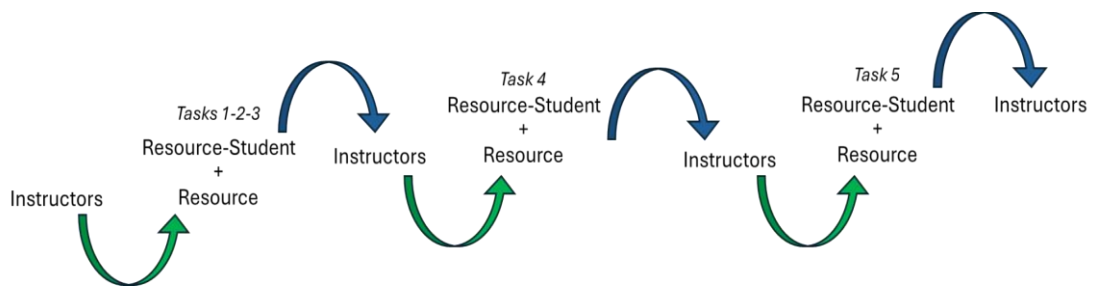 Instructors
Tasks 1-2-3
Resource-Student
+
Resource
Instructors
Task 4
Resource-Student
+
Resource
Instructors
Task 5
Resource-Student
+
Resource
Instructors